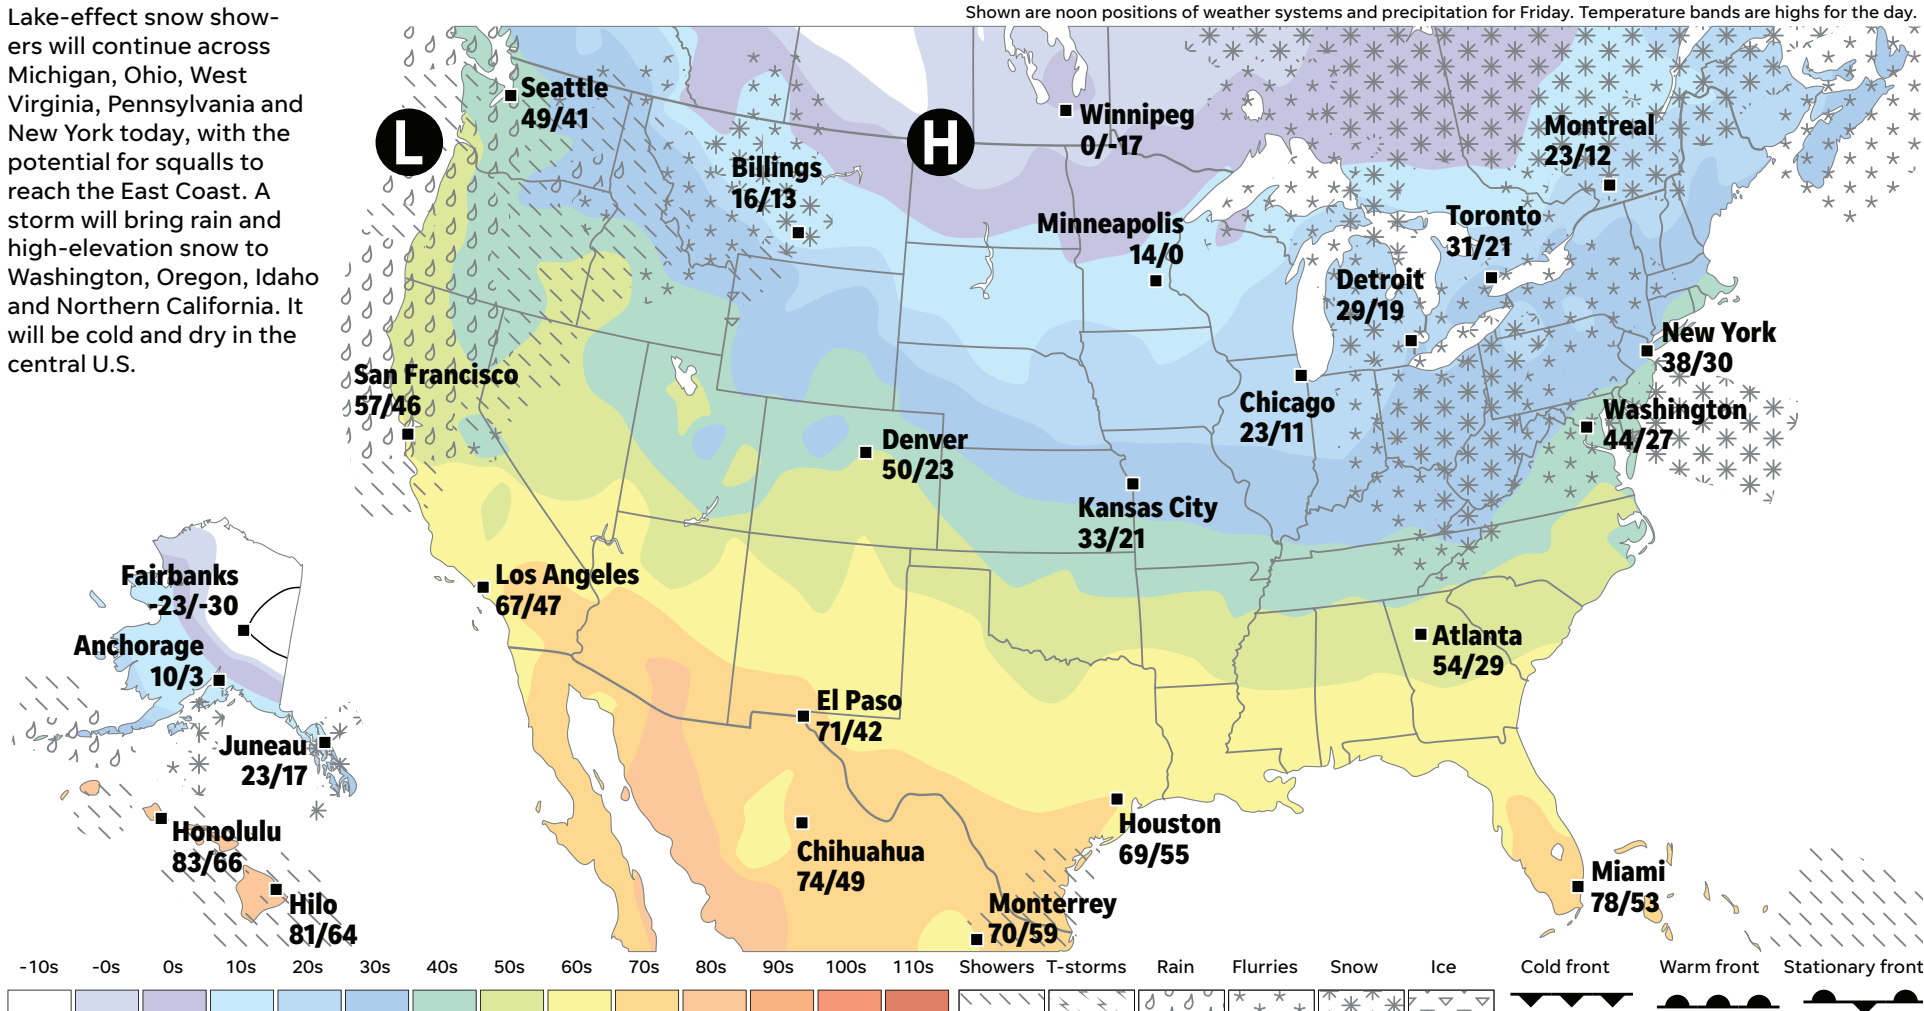 Lake-effect snow show-
ers will continue across
Michigan, Ohio, West
Virginia, Pennsylvania and
New York today, with the
potential for squalls to
reach the East Coast. A
storm will bring rain and
high-elevation snow to
Washington, Oregon, Idaho
and Northern California. It
will be cold and dry in the
central U.S.
Shown are noon positions of weather systems and precipitation for Friday. Temperature bands are highs for the day.
Seattle
49/41
L
H
Winnipeg
0/-17
Billings
16/13
Montreal
23/12
Minneapolis
14/0
Toronto
31/21
Detroit
29/19
New York
38/30
San Francisco
57/46
Chicago
23/11
Washington
44/27
Denver
50/23
Kansas City
33/21
Los Angeles
67/47
Atlanta
54/29
El Paso
71/42
Houston
69/55
Chihuahua
74/49
Monterrey
70/59
Miami
78/53
Fairbanks
-23/-30
Anchorage
10/3
Juneau
23/17
Honolulu
83/66
Hilo
81/64
-10s -0s 0s 10s 20s 30s 40s 50s 60s 70s 80s 90s 100s 110s Showers T-storms Rain Flurries Snow Ice Cold front Warm front Stationary front